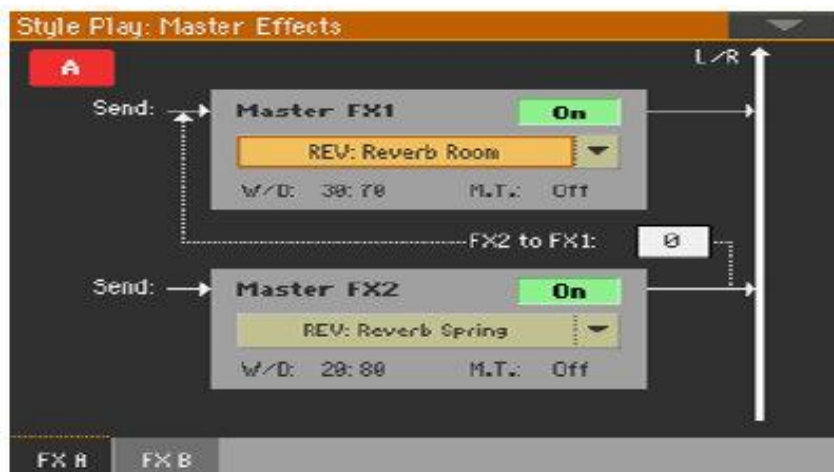 Style Play: Master Effects
L/R
A
Send:
Master FX1
On
REV: Reverb Room
W/D: 30:70 M.T.: Off
FX2 to FX1: 0
Send:
Master FX2
On
REV: Reverb Spring
W/D: 20:80 M.T.: Off
FX A
FX B